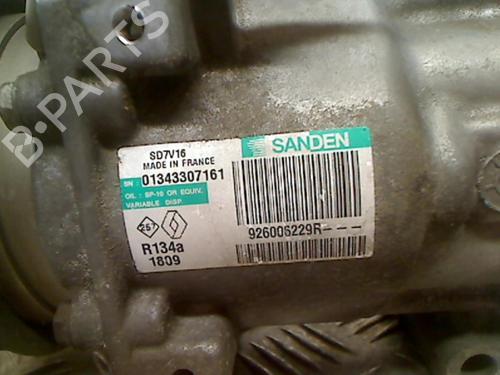 B-PARTS
SANDEN
SD7V16
MADE IN FRANCE
SN: 01343307161
OIL: SP-10 OR EQUIV.
VARIABLE DISP.
257
R134a
1809
926006229R---